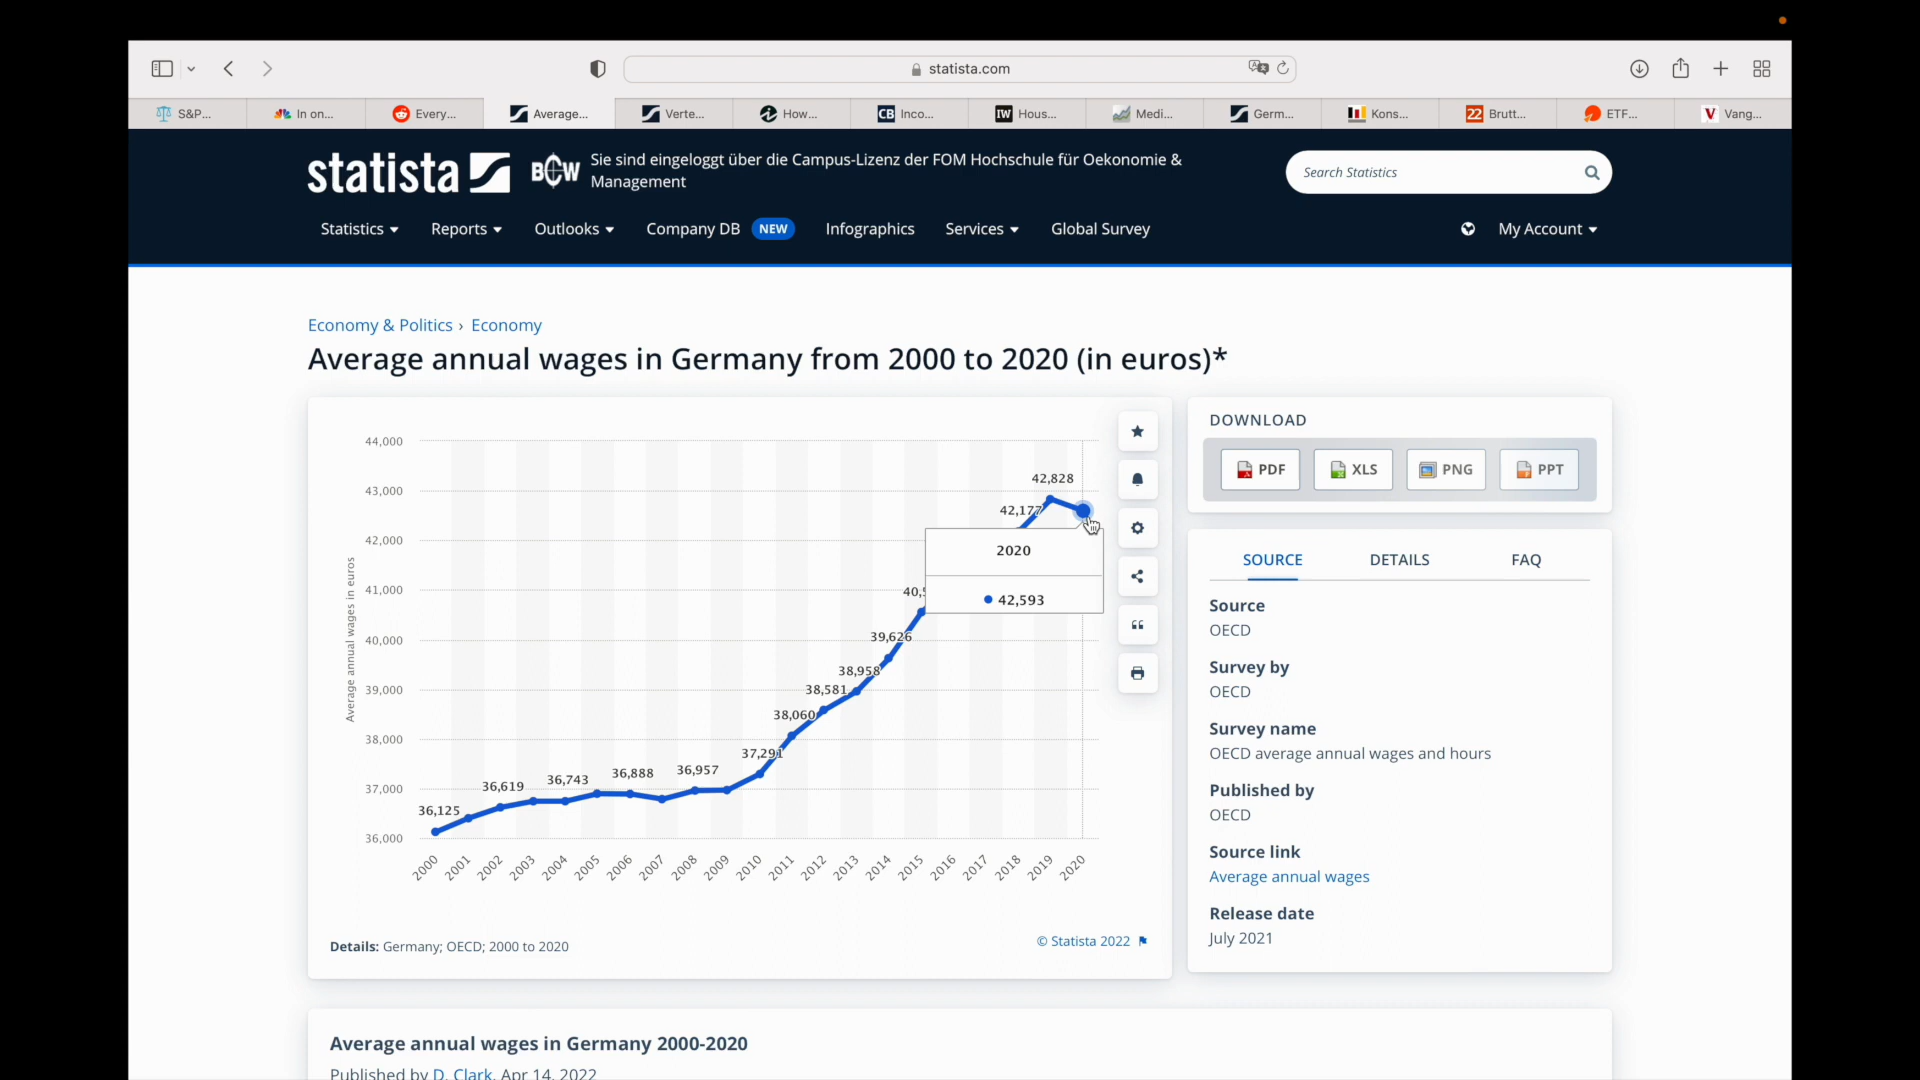 statista.com
S&P...
In on...
Every...
Average...
Verte...
How...
CB Inco...
IW Hous...
Medi...
Germ...
Kons...
22 Brutt...
ETF...
V Vang...
statista
BCW
Sie sind eingeloggt über die Campus-Lizenz der FOM Hochschule für Oekonomie &
Management
Search Statistics
Statistics
Reports
Outlooks
Company DB NEW
Infographics
Services
Global Survey
My Account
Economy & Politics › Economy
Average annual wages in Germany from 2000 to 2020 (in euros)*
Average annual wages in euros
44,000
43,000
42,000
41,000
40,000
39,000
38,000
37,000
36,000
36,125
36,619
36,743
36,888
36,957
37,291
38,060
38,581
38,958
39,626
42,177
42,828
2020
42,593
2000 2001 2002 2003 2004 2005 2006 2007 2008 2009 2010 2011 2012 2013 2014 2015 2016 2017 2018 2019 2020
Details: Germany; OECD; 2000 to 2020
© Statista 2022
DOWNLOAD
PDF XLS PNG PPT
SOURCE DETAILS FAQ
Source
OECD
Survey by
OECD
Survey name
OECD average annual wages and hours
Published by
OECD
Source link
Average annual wages
Release date
July 2021
Average annual wages in Germany 2000-2020
Published by D. Clark, Apr 14, 2022